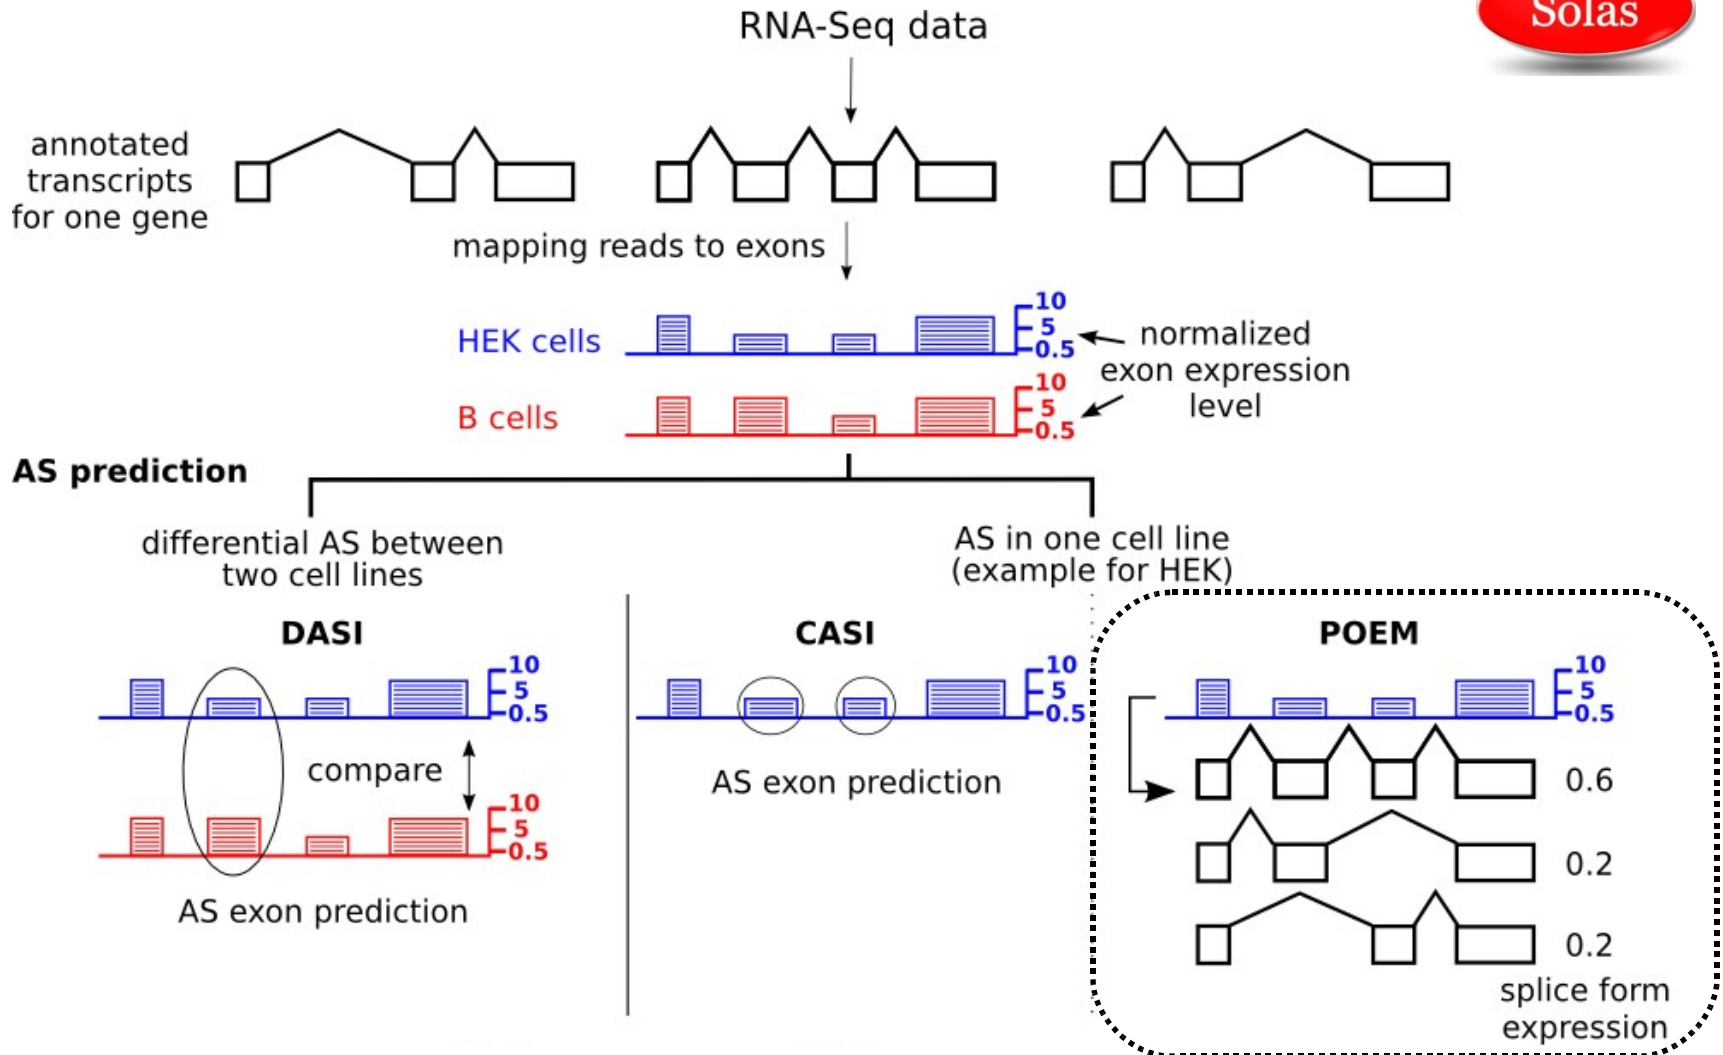 RNA-Seq data
Solas
annotated
transcripts
for one gene
mapping reads to exons
HEK cells
10
5
0.5
B cells
10
5
0.5
normalized
exon expression
level
AS prediction
differential AS between
two cell lines
AS in one cell line
(example for HEK)
DASI
10
5
0.5
compare
10
5
0.5
AS exon prediction
CASI
10
5
0.5
AS exon prediction
POEM
10
5
0.5
0.6
0.2
0.2
splice form
expression